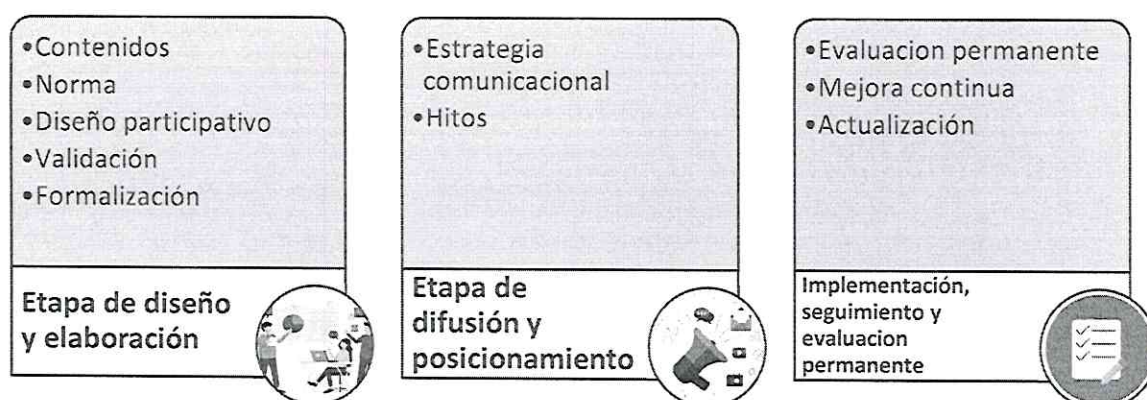 •Contenidos
•Norma
•Diseño participativo
•Validación
•Formalización
Etapa de diseño
y elaboración
•Estrategia
comunicacional
•Hitos
Etapa de
difusión y
posicionamiento
•Evaluacion permanente
•Mejora continua
•Actualización
Implementación,
seguimiento y
evaluacion
permanente